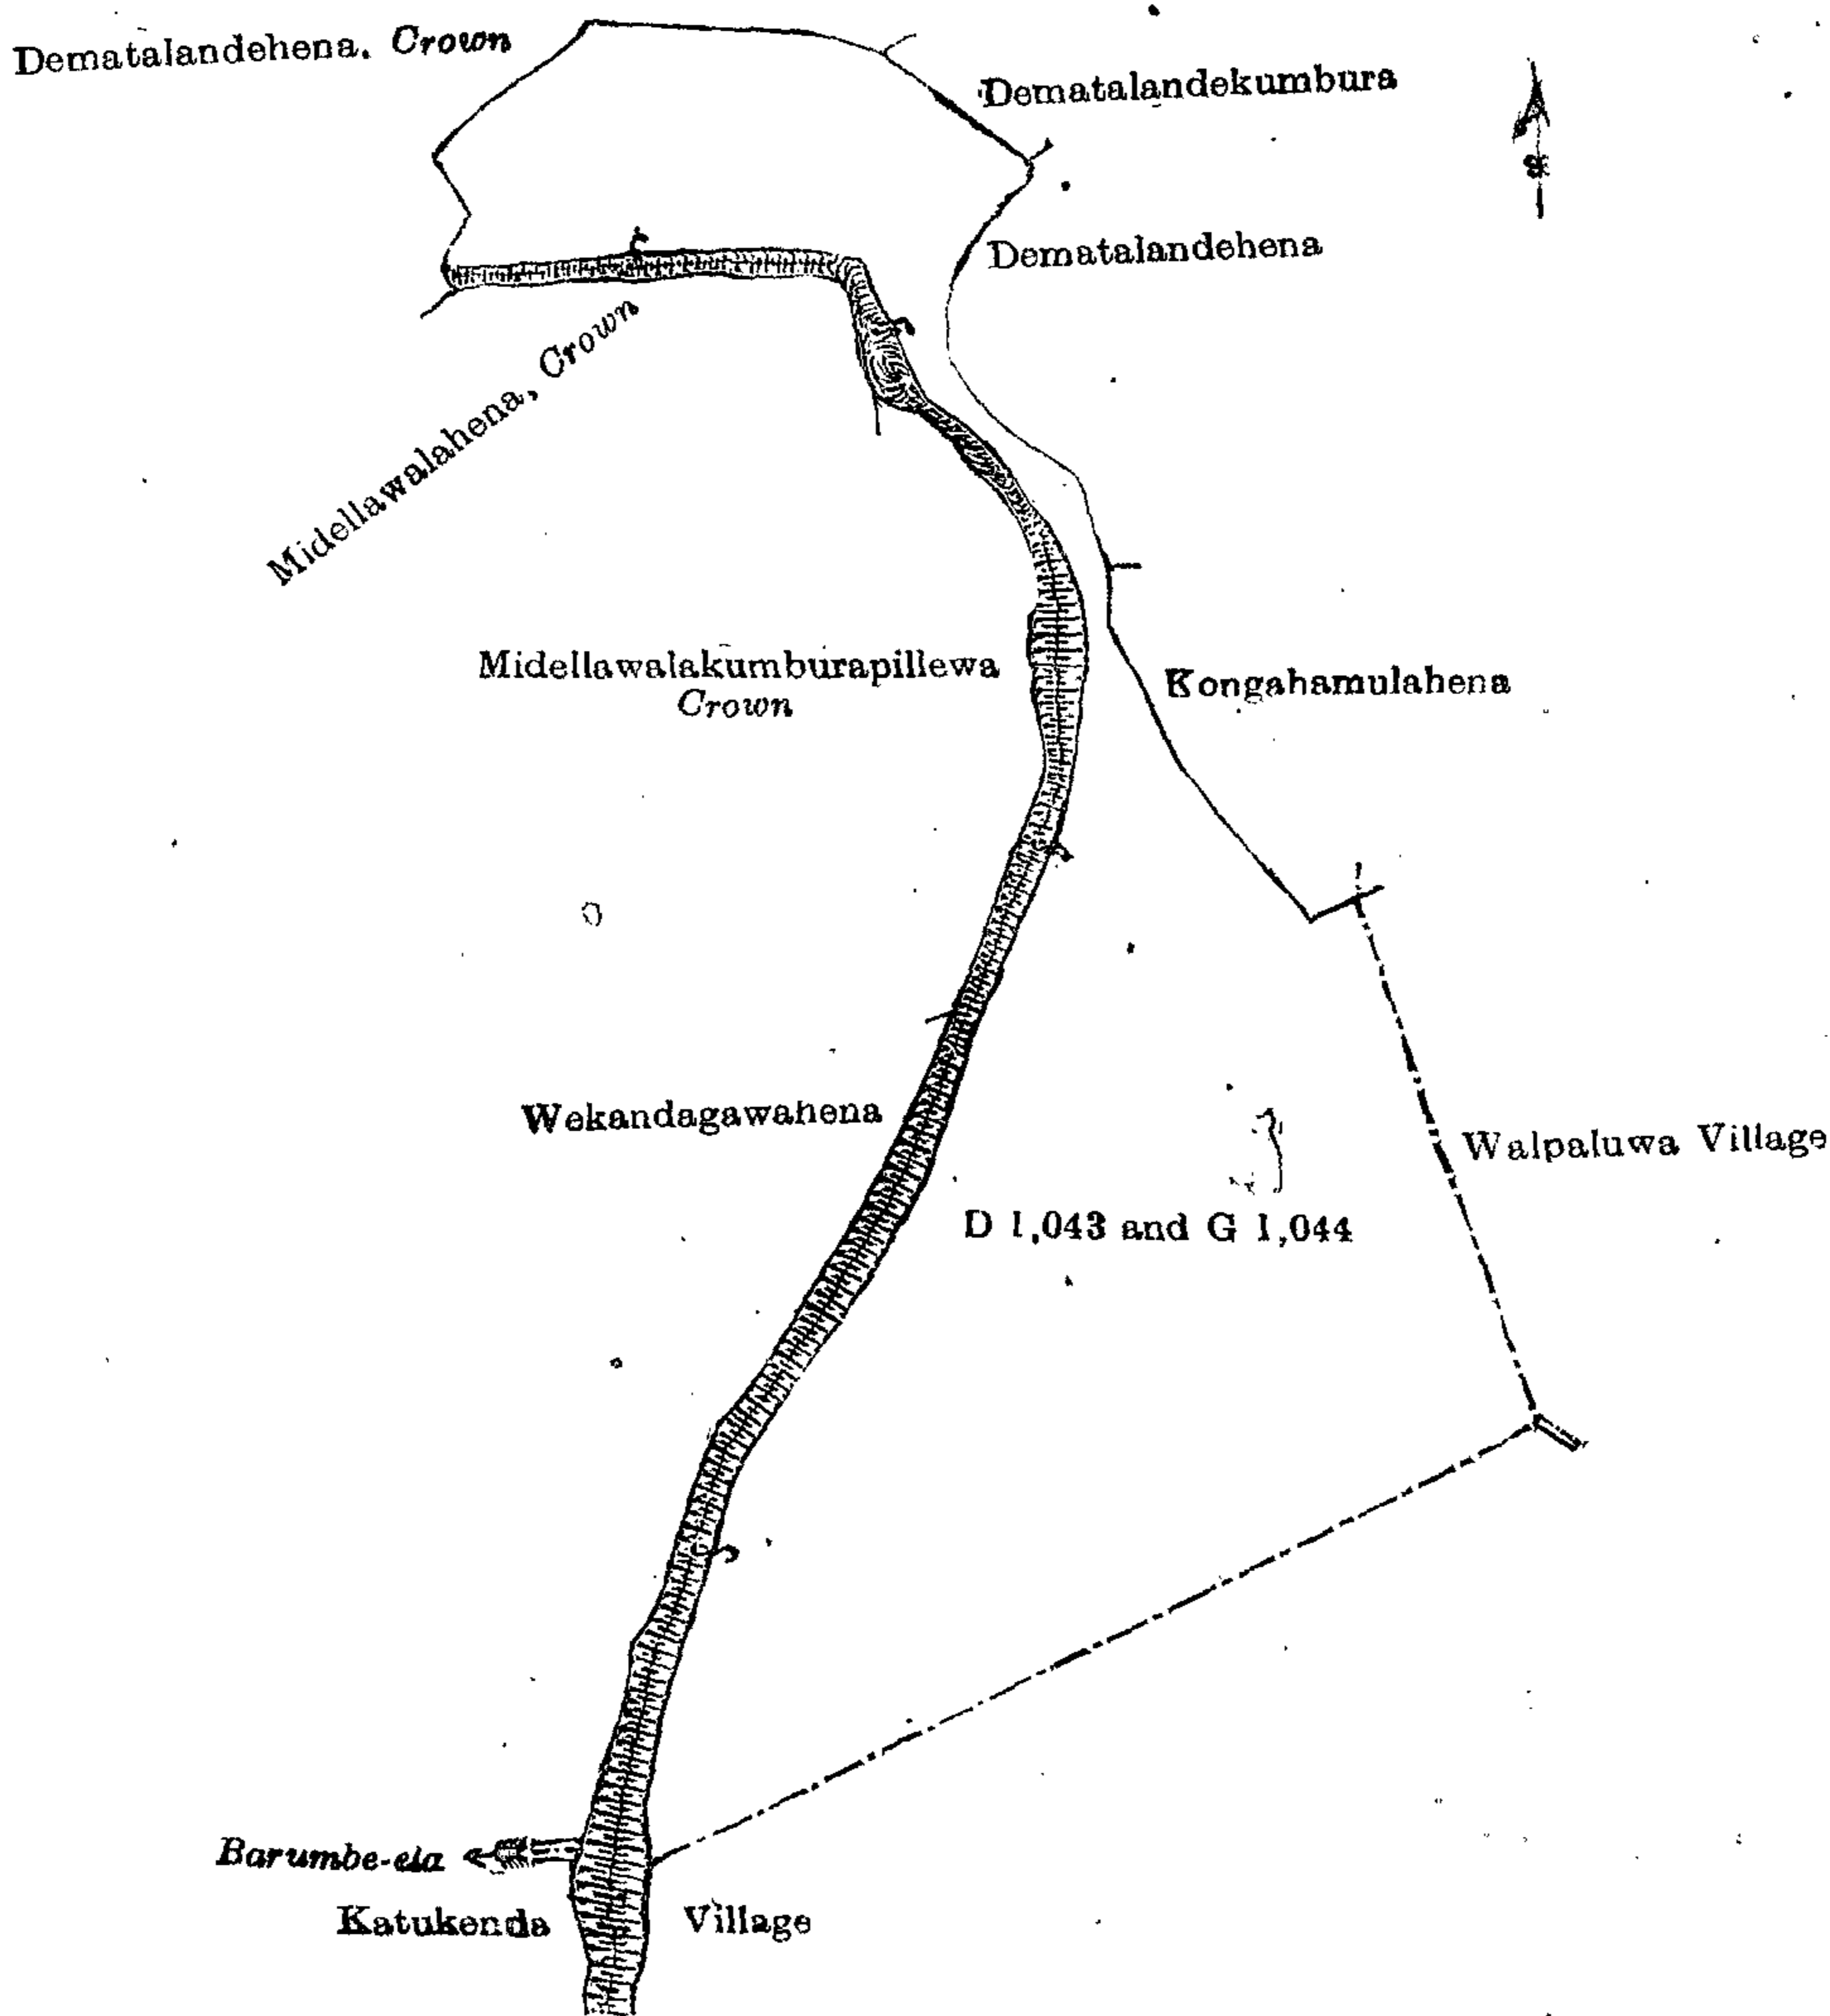 Dematalandehena, Crown
Dematalandekumbura
Dematalandehena
Midellawalahena, Crown
Midellawalakumburapillewa
Crown
Kongahamulahena
Wekandagawahena
Walpaluwa Village
D 1,043 and G 1,044
Barumbe-ela
Katukenda Village